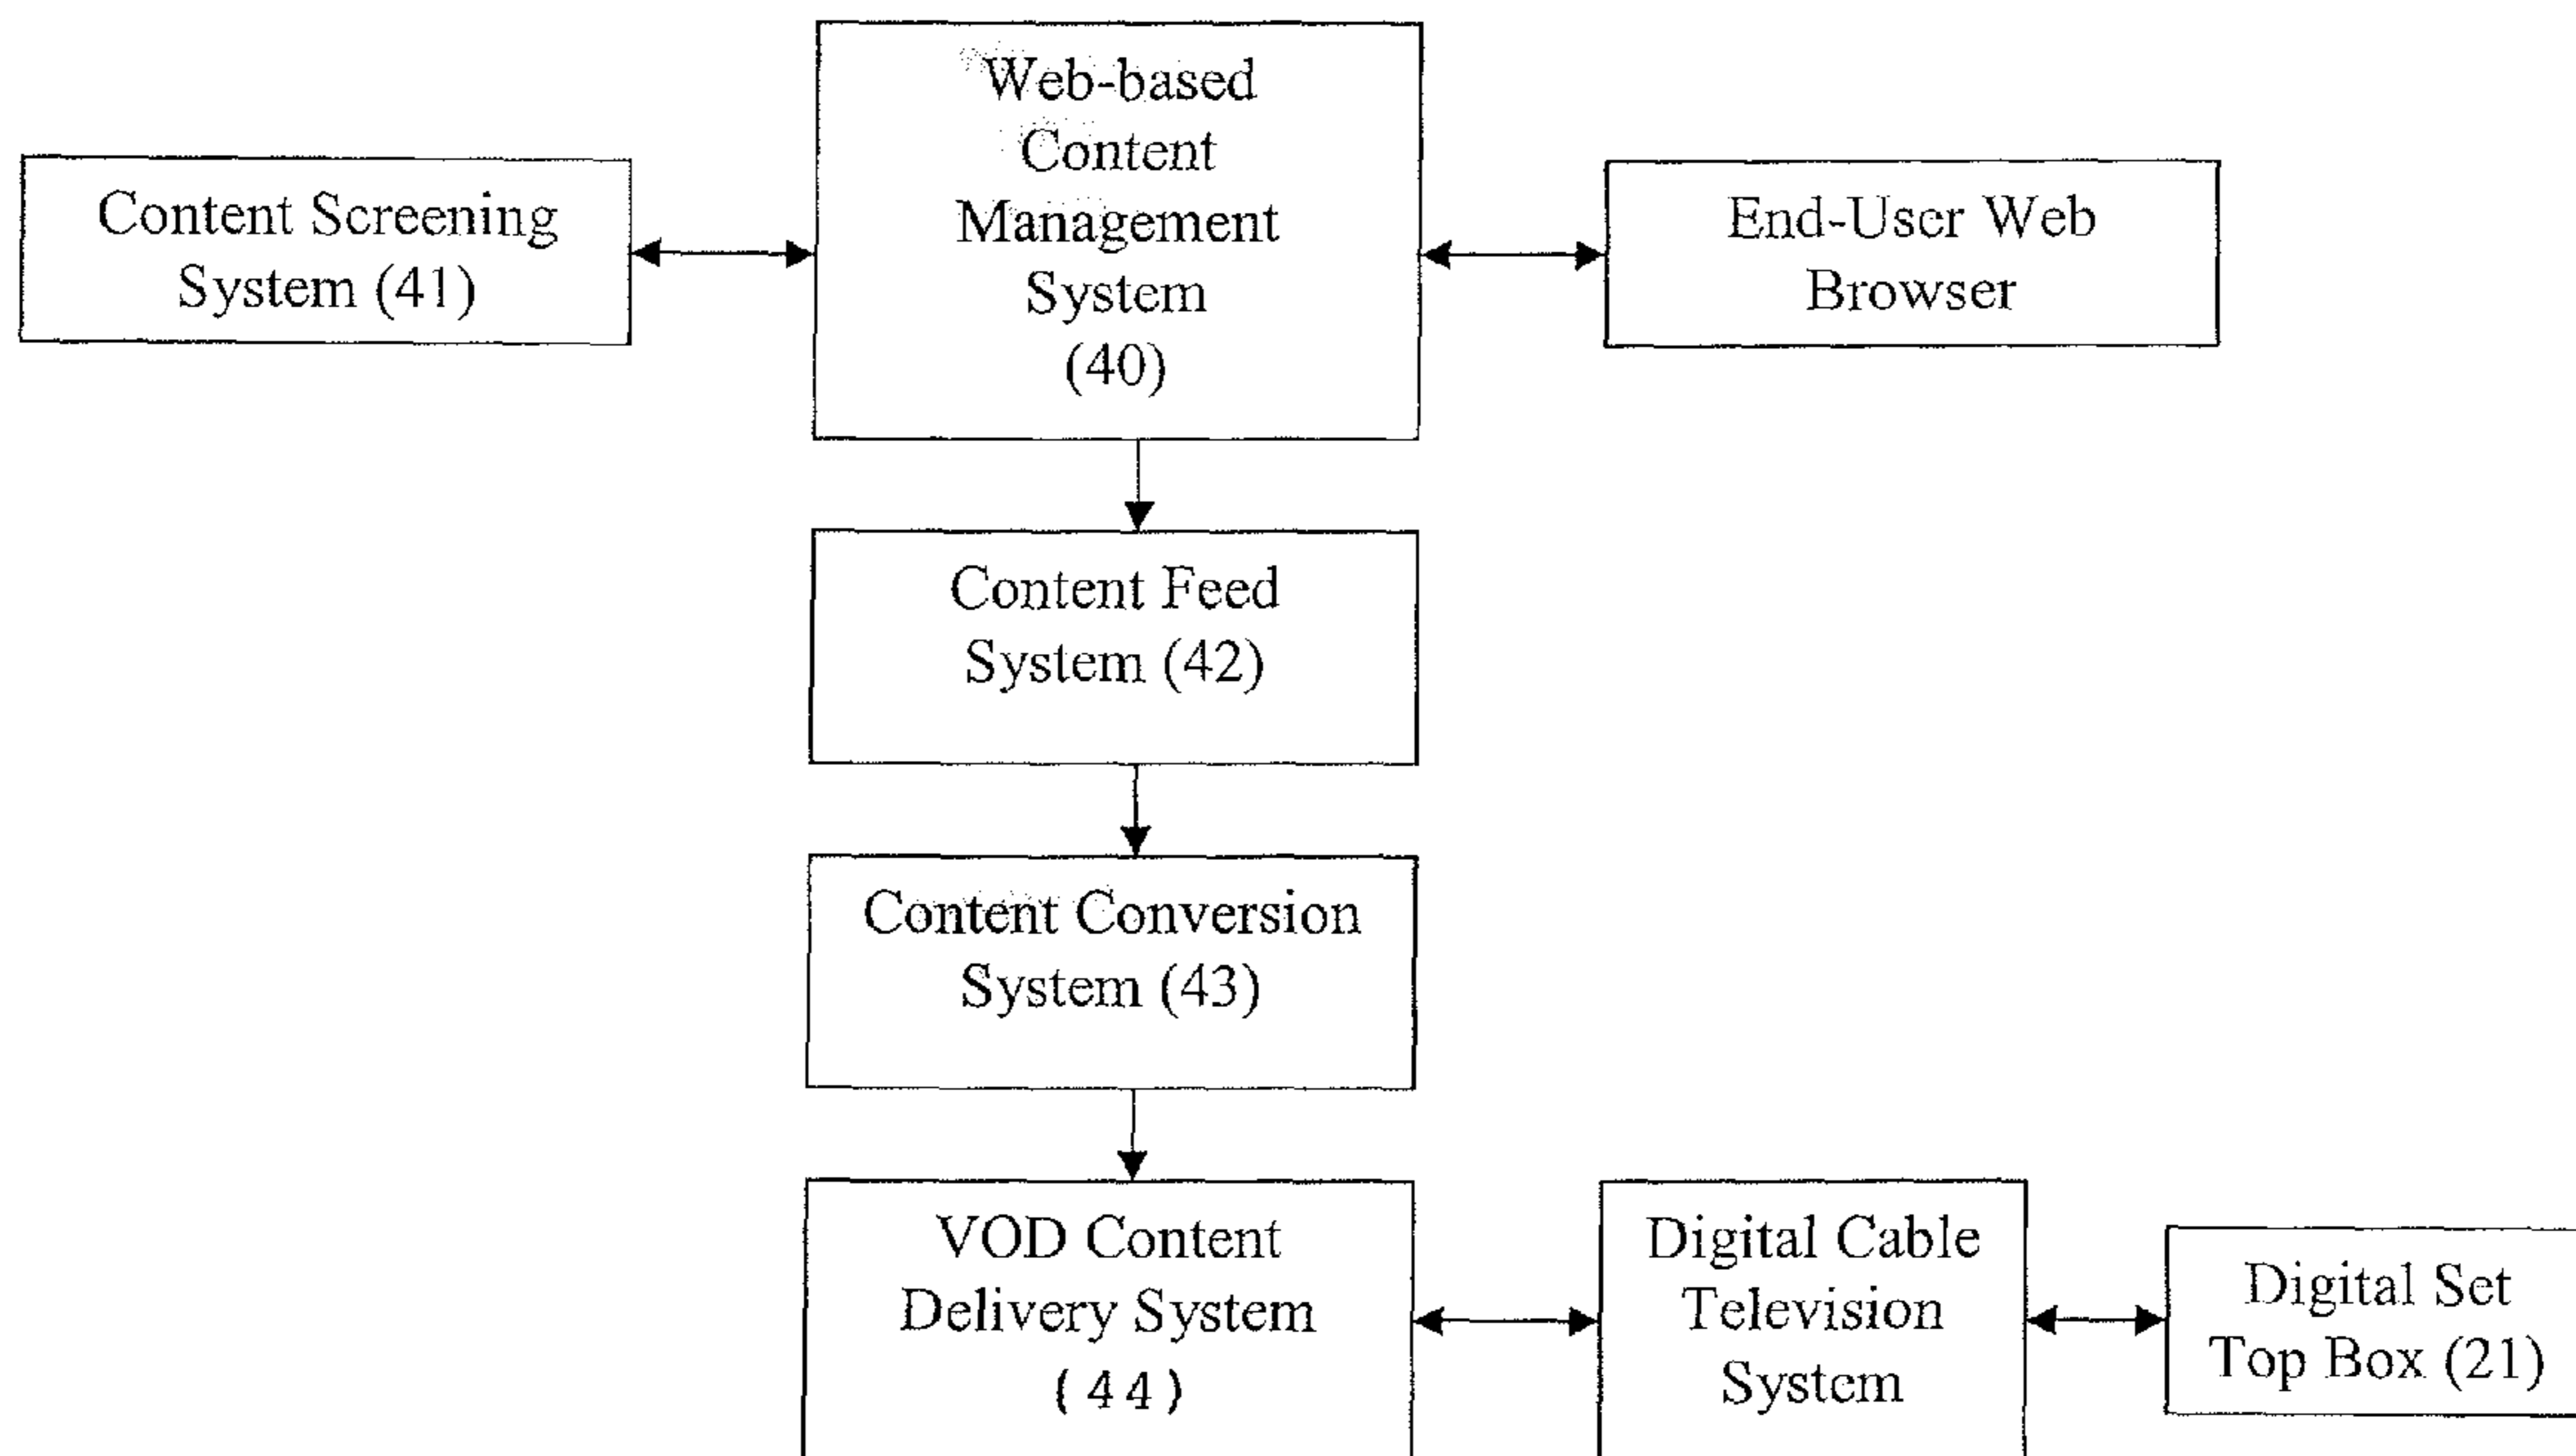 Web-based
Content
Management
System
(40)
Content Screening
System (41)
End-User Web
Browser
Content Feed
System (42)
Content Conversion
System (43)
VOD Content
Delivery System
(44)
Digital Cable
Television
System
Digital Set
Top Box (21)